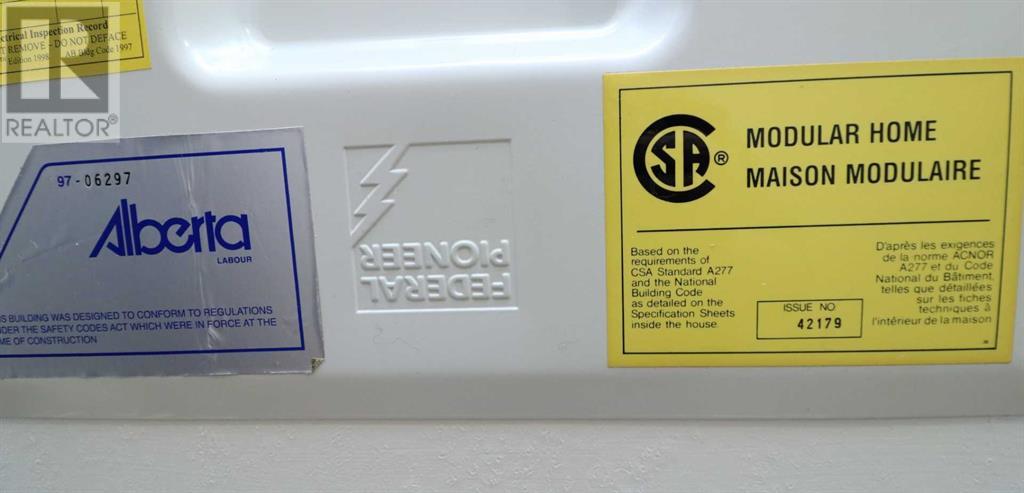 ectrical Inspection Record
T REMOVE - DO NOT DEFACE
Edition 1998 AB Bldg Code 1997
REALTOR®
97-06297
Alberta
LABOUR
S BUILDING WAS DESIGNED TO CONFORM TO REGULATIONS
DER THE SAFETY CODES ACT WHICH WERE IN FORCE AT THE
ME OF CONSTRUCTION
FEDERAL
PIONEER
CSA®
MODULAR HOME
MAISON MODULAIRE
Based on the
requirements of
CSA Standard A277
and the National
Building Code
as detailed on the
Specification Sheets
inside the house.
ISSUE NO
42179
D'après les exigences
de la norme ACNOR
A277 et du Code
National du Bâtiment,
telles que détaillées
sur les fiches
techniques à
l'intérieur de la maison